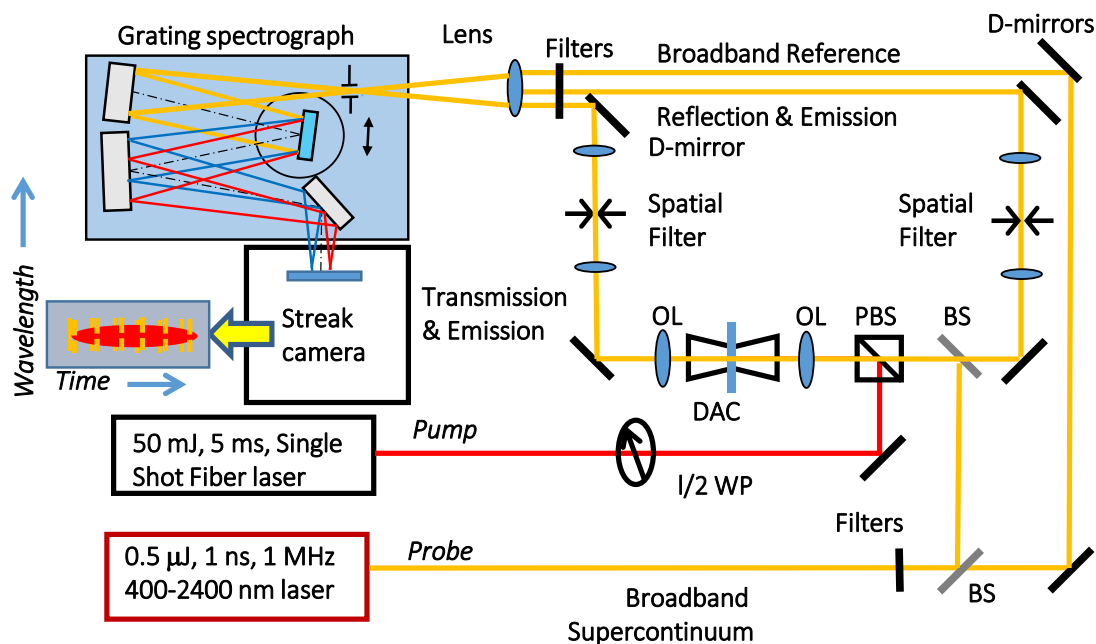 Grating spectrograph
Lens
Filters
D-mirrors
Broadband Reference
Reflection & Emission
D-mirror
Spatial
Filter
Spatial
Filter
Wavelength
Time
Streak
camera
Transmission
& Emission
OL
OL
PBS
BS
DAC
50 mJ, 5 ms, Single
Shot Fiber laser
Pump
l/2 WP
0.5 µJ, 1 ns, 1 MHz
400-2400 nm laser
Probe
Filters
BS
Broadband
Supercontinuum